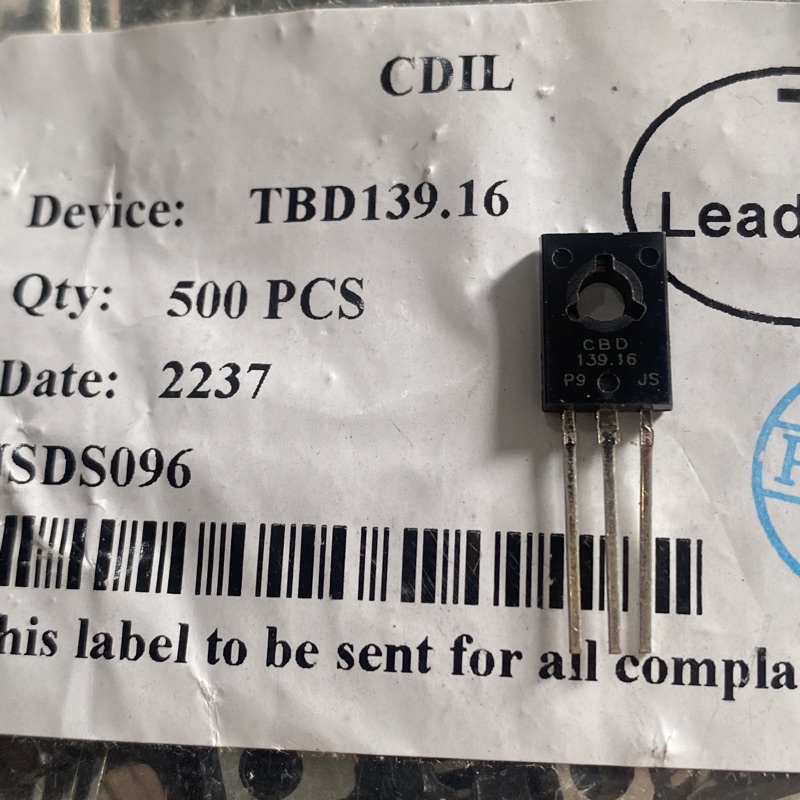 CDIL
Device: TBD139.16
Lead
Qty: 500 PCS
CBD
139.16
P9 JS
Date: 2237
SDS096
his label to be sent for all compla